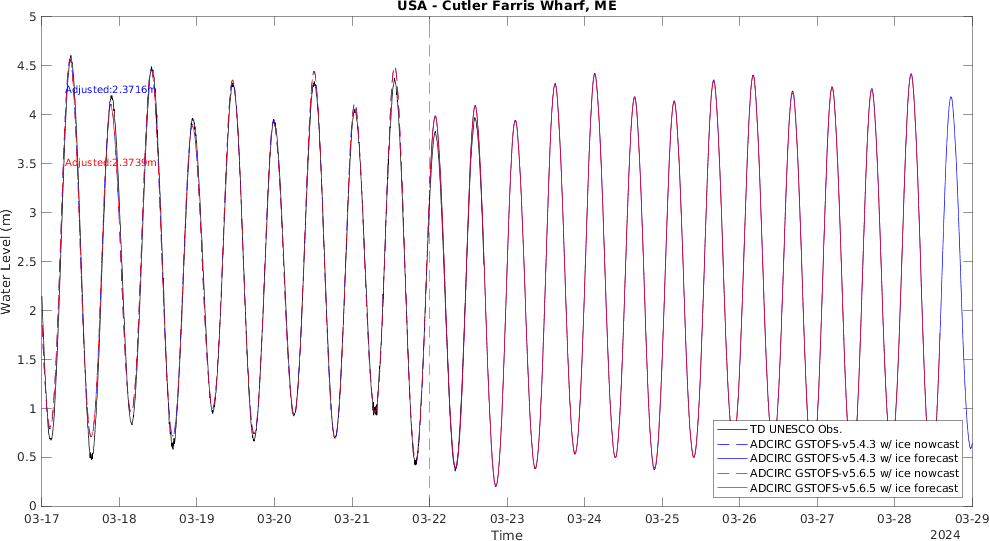 USA - Cutler Farris Wharf, ME
5
4.5
4
3.5
3
2.5
2
1.5
1
0.5
0
Water Level (m)
Adjusted:2.3716m
Adjusted:2.3739m
TD UNESCO Obs.
ADCIRC GSTOFS-v5.4.3 w/ ice nowcast
ADCIRC GSTOFS-v5.4.3 w/ ice forecast
ADCIRC GSTOFS-v5.6.5 w/ ice nowcast
ADCIRC GSTOFS-v5.6.5 w/ ice forecast
03-17 03-18 03-19 03-20 03-21 03-22 03-23 03-24 03-25 03-26 03-27 03-28 03-29
Time
2024